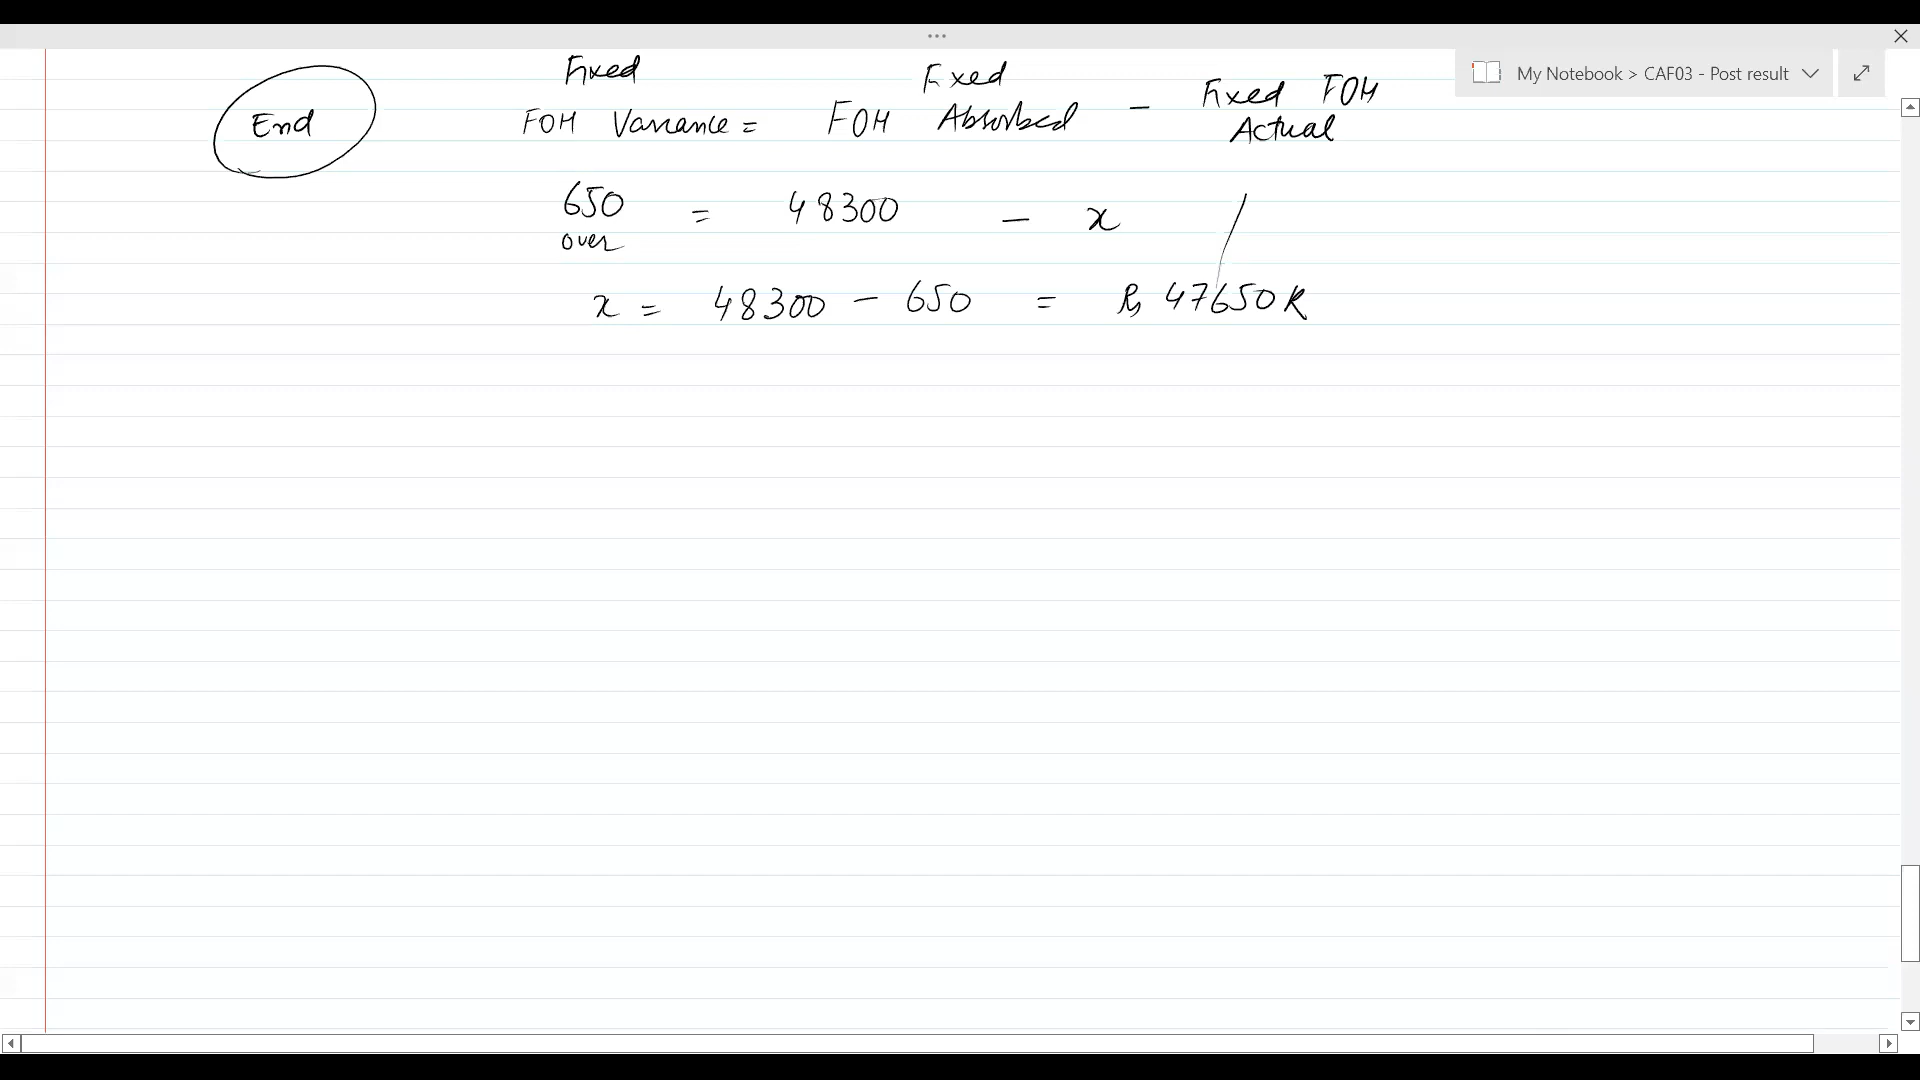 My Notebook > CAF03 - Post result
Fixed Fixed Fixed FOH
End FOH Variance = FOH Absorbed - Actual
650 = 48300 - x
over
x = 48300 - 650 = Rs 47650 R